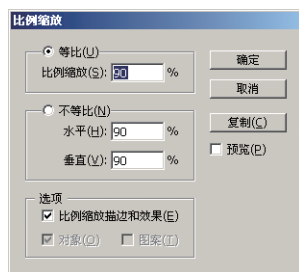 比例缩放
等比(U)
比例缩放(S): 90 %
不等比(N)
水平(H): 90 %
垂直(V): 90 %
选项
比例缩放描边和效果(E)
对象(O) 图案(T)
确定
取消
复制(C)
预览(P)